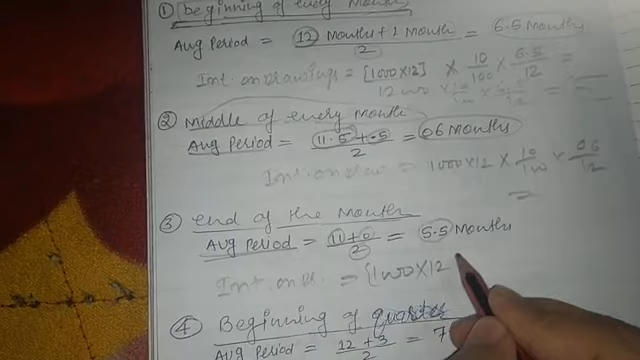 ① beginning of every Month
Avg Period = 12 Months + 1 Month / 2 = 6.5 Months
Int. on Drawings = [1000×12] × 10/100 × 6.5/12 =
② Middle of every Month
Avg Period = 11.5 + .5 / 2 = 06 Months
= 1000×12 × 10/100 × 06/12
=
③ end of the Month
Avg Period = 11+0 / 2 = 5.5 Months
Int. on Dr. = [1000×12
④ Beginning of quarter
Avg Period = 12 + 3 / 2 = 7